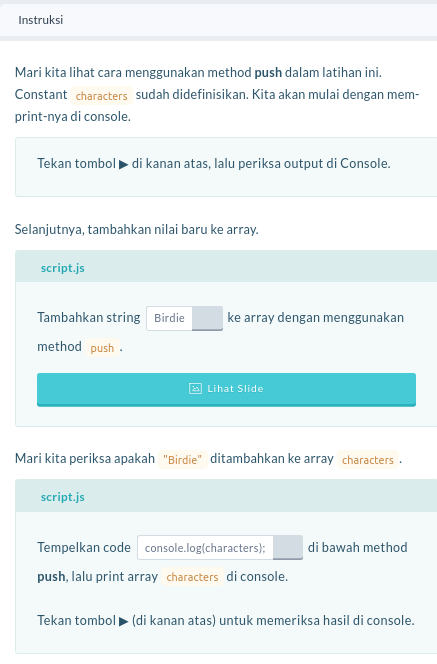 Instruksi
Mari kita lihat cara menggunakan method push dalam latihan ini.
Constant characters sudah didefinisikan. Kita akan mulai dengan mem-
print-nya di console.
Tekan tombol ▶ di kanan atas, lalu periksa output di Console.
Selanjutnya, tambahkan nilai baru ke array.
script.js
Tambahkan string Birdie ke array dengan menggunakan
method push .
Lihat Slide
Mari kita periksa apakah "Birdie" ditambahkan ke array characters .
script.js
Tempelkan code console.log(characters); di bawah method
push, lalu print array characters di console.
Tekan tombol ▶ (di kanan atas) untuk memeriksa hasil di console.